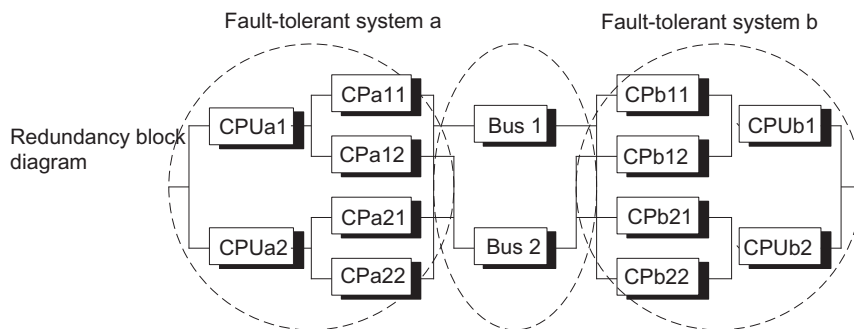 Fault-tolerant system a
Fault-tolerant system b
CPa11
CPb11
CPUa1
Bus 1
CPUb1
Redundancy block
diagram
CPa12
CPb12
CPa21
CPb21
CPUa2
Bus 2
CPUb2
CPa22
CPb22